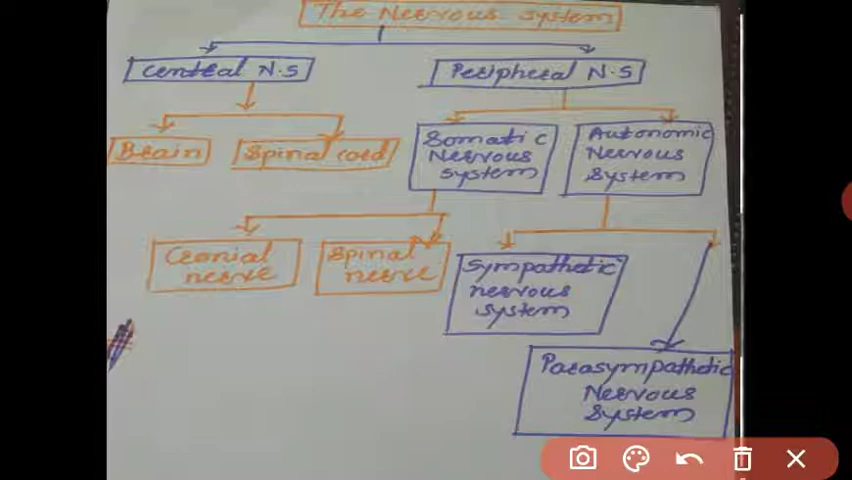 The Nervous system
Central N.S
Peripheral N.S
Brain
Spinal cord
Somatic
Nervous
system
Autonomic
Nervous
System
Cranial
nerve
Spinal
nerve
Sympathetic
nervous
system
Parasympathetic
Nervous
System